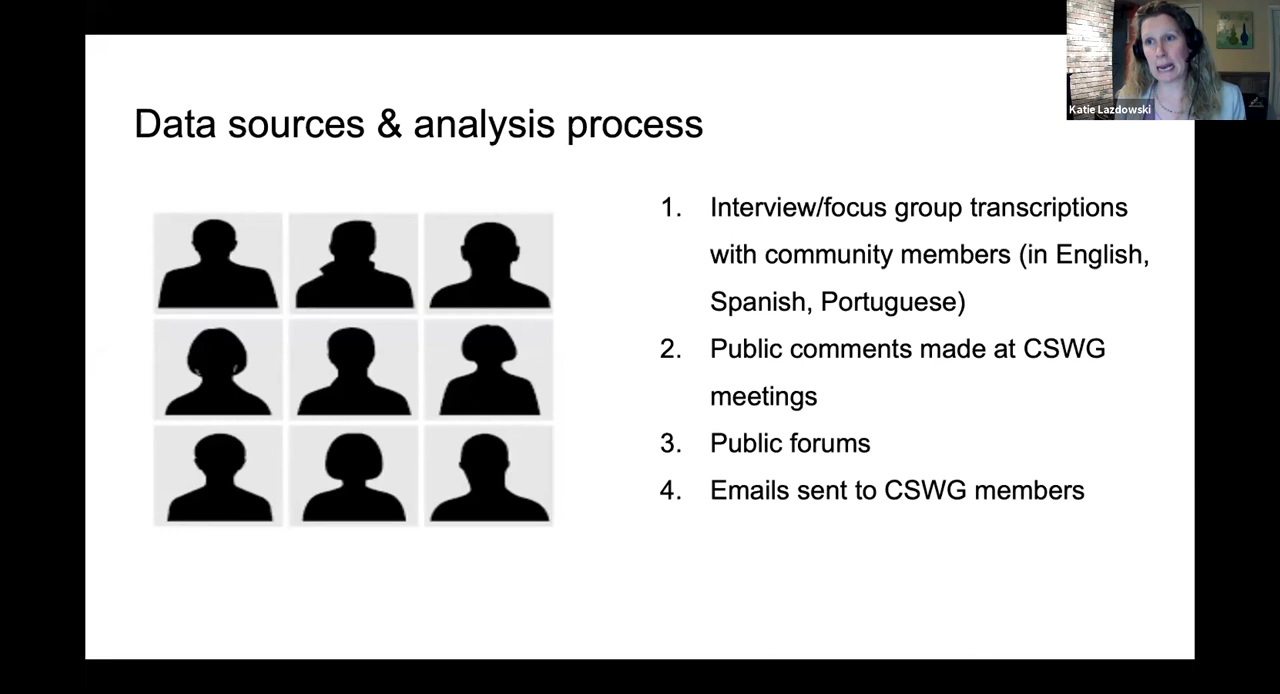 Katie Lazdowski
Data sources & analysis process
1. Interview/focus group transcriptions
with community members (in English,
Spanish, Portuguese)
2. Public comments made at CSWG
meetings
3. Public forums
4. Emails sent to CSWG members